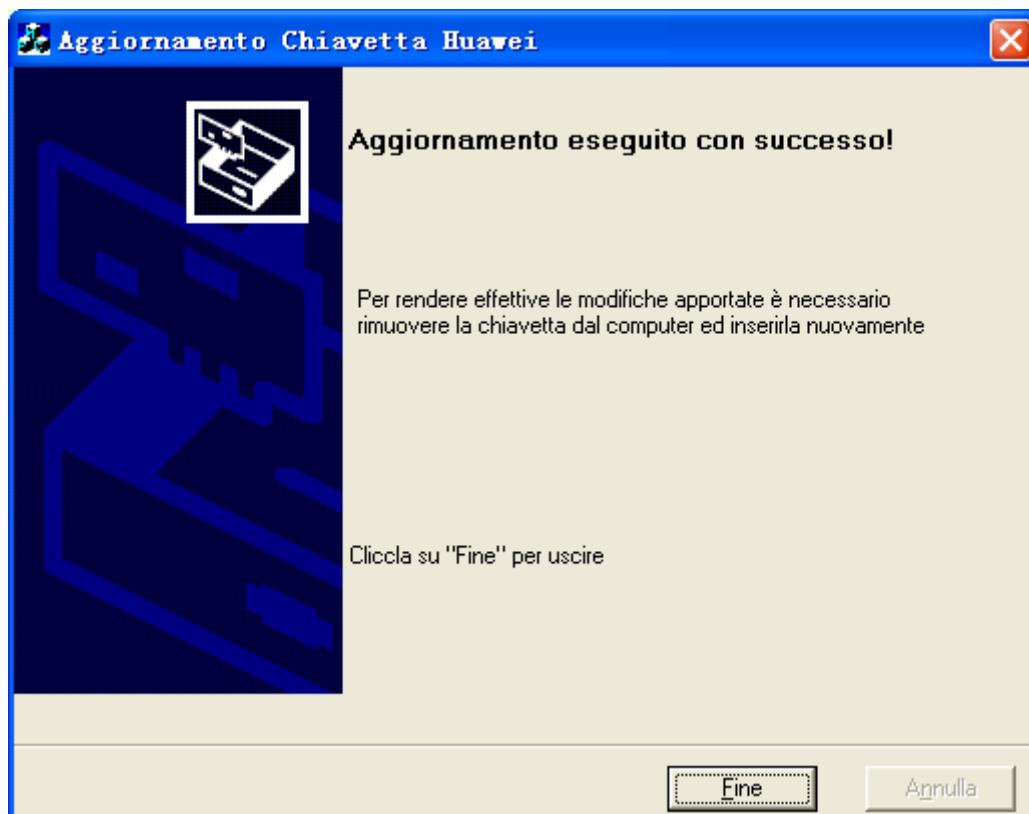 Aggiornamento Chiavetta Huawei
Aggiornamento eseguito con successo!
Per rendere effettive le modifiche apportate è necessario
rimuovere la chiavetta dal computer ed inserirla nuovamente
Cliccla su "Fine" per uscire
Fine
Annulla